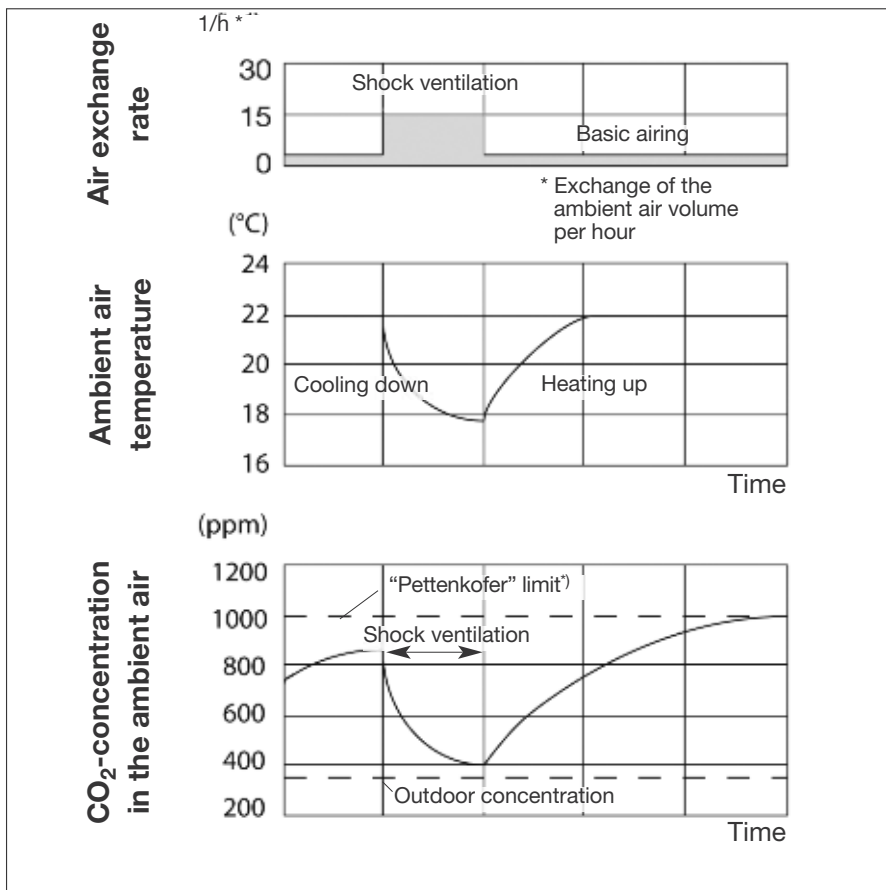 1/h *
Air exchange
rate
30
15
0
Shock ventilation
Basic airing
* Exchange of the
ambient air volume
per hour
(°C)
Ambient air
temperature
24
22
20
18
16
Cooling down
Heating up
Time
(ppm)
CO₂-concentration
in the ambient air
1200
1000
800
600
400
200
“Pettenkofer” limit*)
Shock ventilation
Outdoor concentration
Time